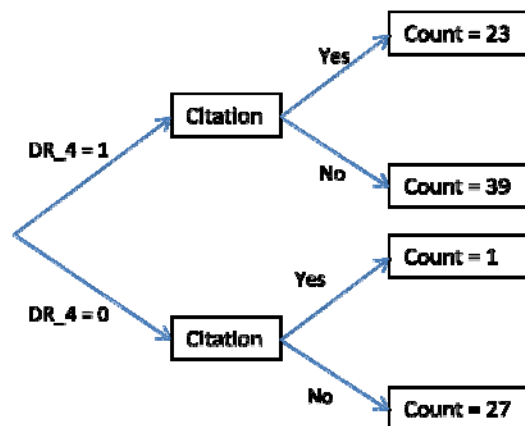 Count = 23
Yes
Citation
DR_4 = 1
No
Count = 39
Count = 1
Yes
DR_4 = 0
Citation
No
Count = 27